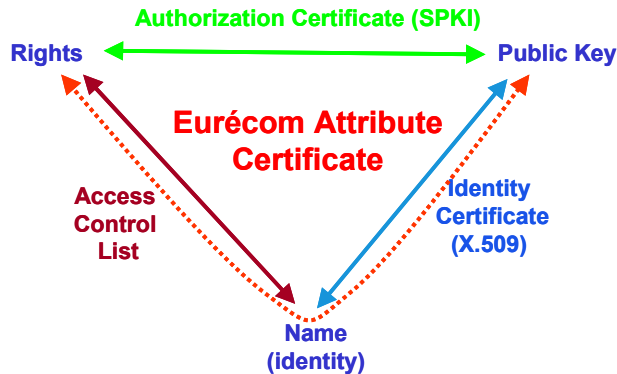 Authorization Certificate (SPKI)
Rights
Public Key
Eurécom Attribute
Certificate
Access
Control
List
Identity
Certificate
(X.509)
Name
(identity)